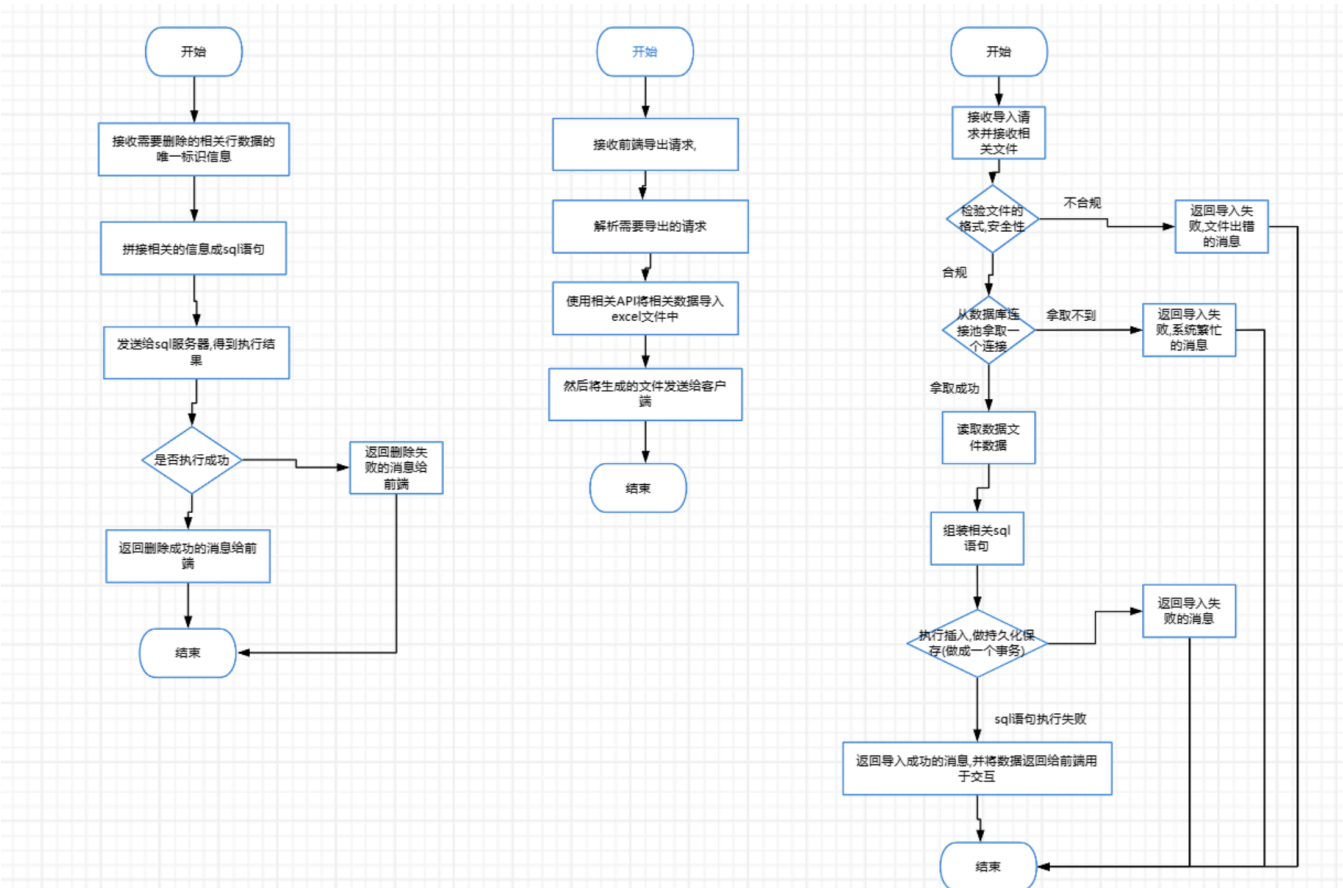 开始
接收需要删除的相关行数据的
唯一标识信息
拼接相关的信息成sql语句
发送给sql服务器,得到执行结
果
是否执行成功
返回删除失
败的消息给
前端
返回删除成功的消息给前
端
结束
开始
接收前端导出请求,
解析需要导出的请求
使用相关API将相关数据导入
excel文件中
然后将生成的文件发送给客户
端
结束
开始
接收导入请
求并接收相
关文件
检验文件的
格式,安全性
不合规
返回导入失
败,文件出错
的消息
合规
从数据库连
接池拿取一
个连接
拿取不到
返回导入失
败,系统繁忙
的消息
拿取成功
读取数据文
件数据
组装相关sql
语句
执行插入,做持久化保
存(做成一个事务)
返回导入失
败的消息
sql语句执行失败
返回导入成功的消息,并将数据返回给前端用
于交互
结束